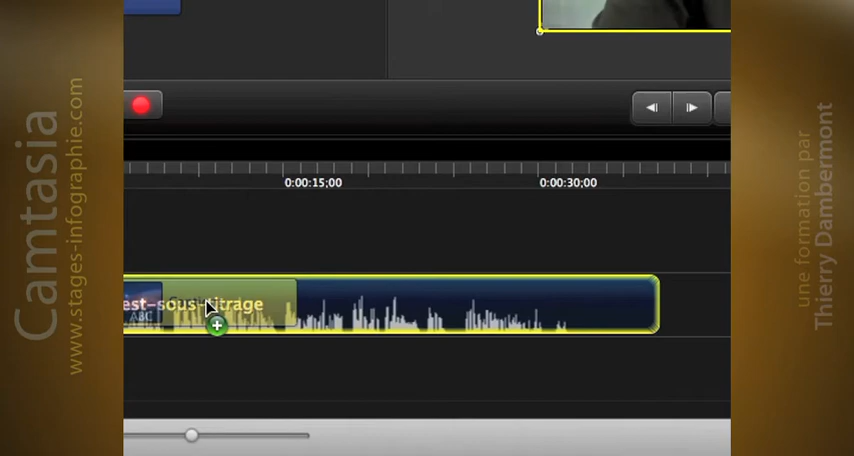 Camtasia
www.stages-infographie.com
0:00:15;00
0:00:30;00
est-sous-titrage
ABC
une formation par
Thierry Dambermont